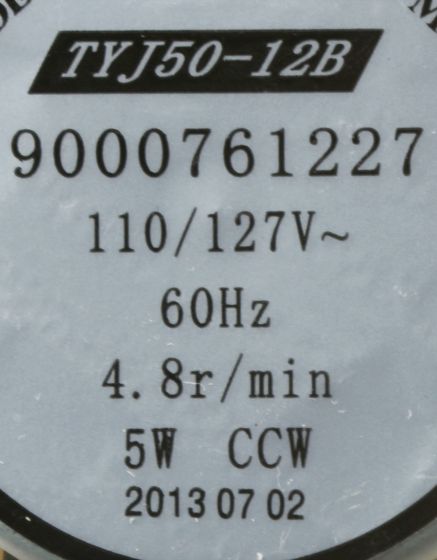 TYJ50-12B
9000761227
110/127V~
60Hz
4.8r/min
5W CCW
2013 07 02